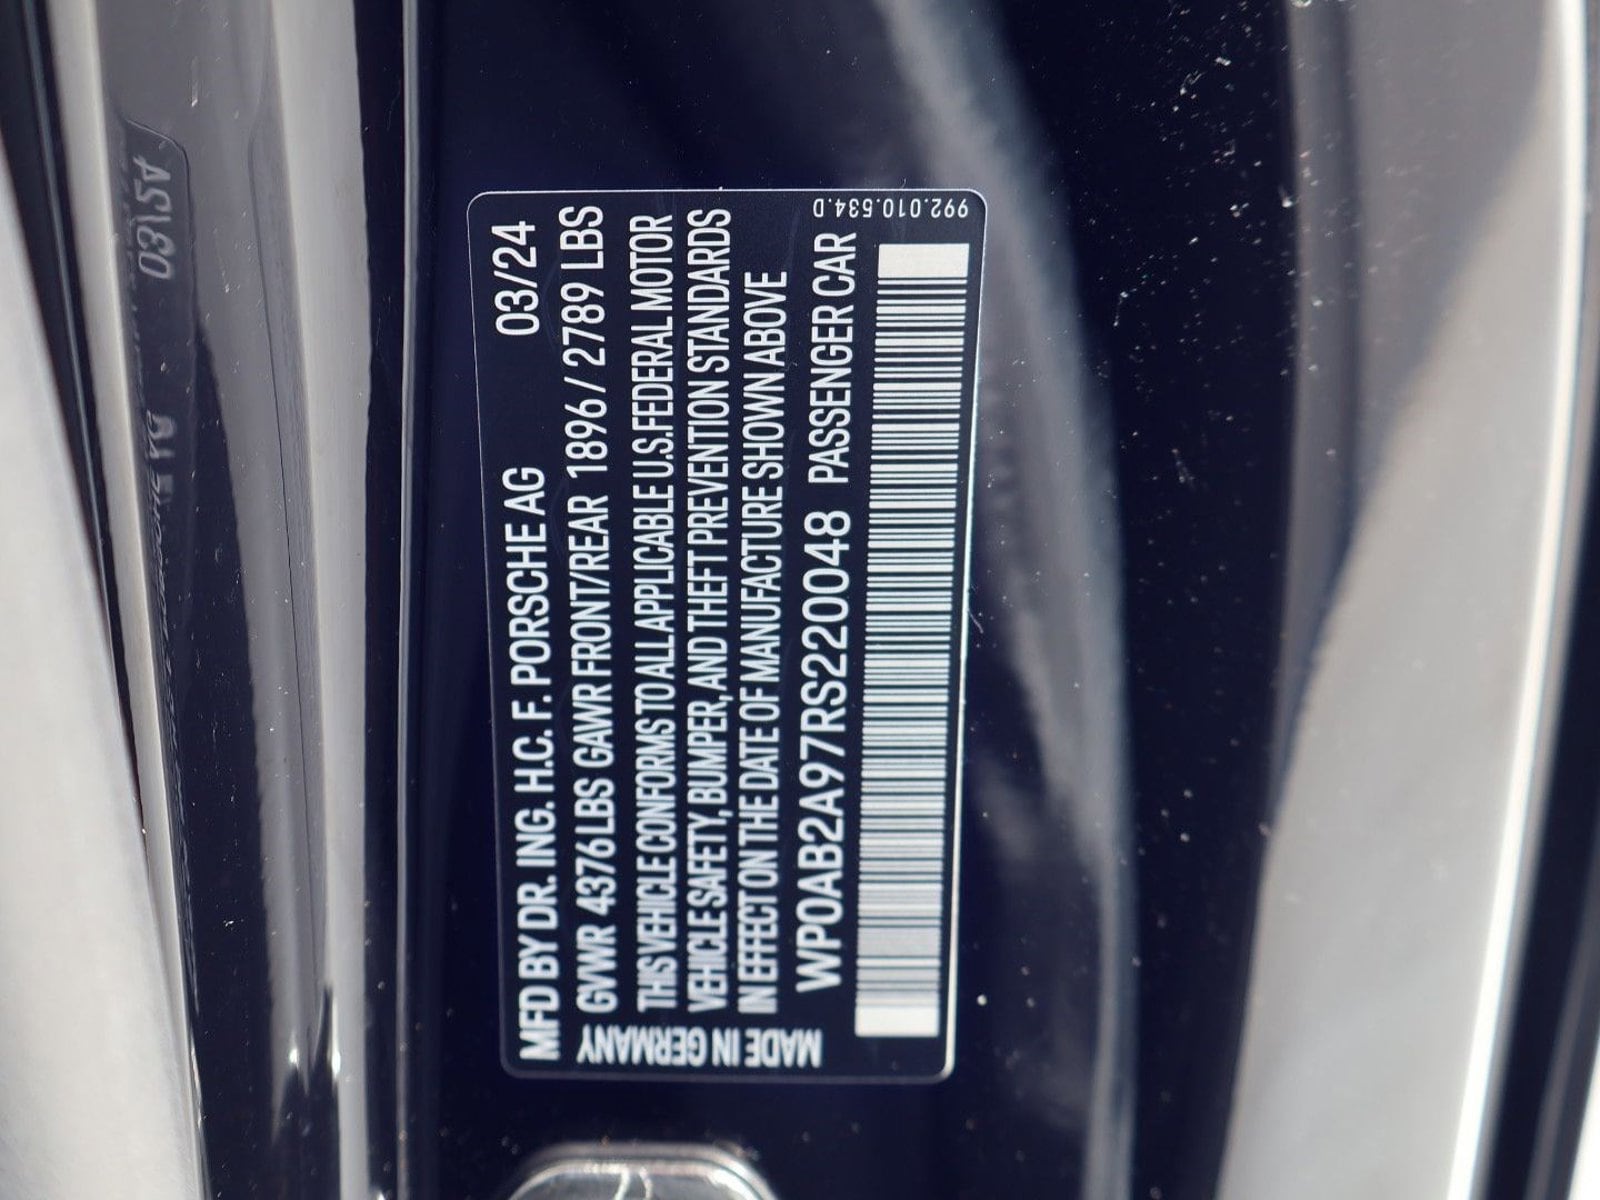 MFD BY DR. ING. H.C. F. PORSCHE AG 03/24
GVWR 4376 LBS GAWR FRONT/REAR 1896 / 2789 LBS
THIS VEHICLE CONFORMS TO ALL APPLICABLE U.S. FEDERAL MOTOR
VEHICLE SAFETY, BUMPER, AND THEFT PREVENTION STANDARDS
IN EFFECT ON THE DATE OF MANUFACTURE SHOWN ABOVE
WP0AB2A97RS220048 PASSENGER CAR
MADE IN GERMANY
992.010.534.D